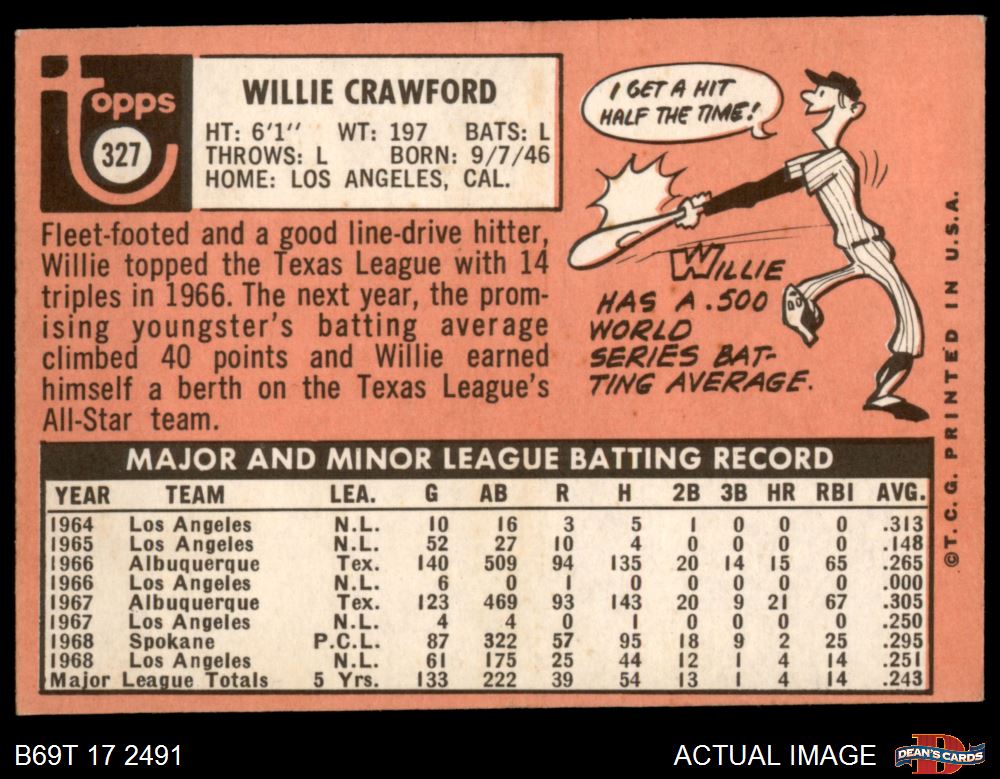 Topps
327
WILLIE CRAWFORD
HT: 6'1" WT: 197 BATS: L
THROWS: L BORN: 9/7/46
HOME: LOS ANGELES, CAL.
Fleet-footed and a good line-drive hitter,
Willie topped the Texas League with 14
triples in 1966. The next year, the prom-
ising youngster's batting average
climbed 40 points and Willie earned
himself a berth on the Texas League's
All-Star team.
I GET A HIT
HALF THE TIME!
WILLIE
HAS A .500
WORLD
SERIES BAT-
TING AVERAGE.
©T. C. G. PRINTED IN U.S.A.
MAJOR AND MINOR LEAGUE BATTING RECORD
YEAR TEAM LEA. G AB R H 2B 3B HR RBI AVG.
1964 Los Angeles N.L. 10 16 3 5 1 0 0 0 .313
1965 Los Angeles N.L. 52 27 10 4 0 0 0 0 .148
1966 Albuquerque Tex. 140 509 94 135 20 14 15 65 .265
1966 Los Angeles N.L. 6 0 1 0 0 0 0 0 .000
1967 Albuquerque Tex. 123 469 93 143 20 9 21 67 .305
1967 Los Angeles N.L. 4 4 0 1 0 0 0 0 .250
1968 Spokane P.C.L. 87 322 57 95 18 9 2 25 .295
1968 Los Angeles N.L. 61 175 25 44 12 1 4 14 .251
Major League Totals 5 Yrs. 133 222 39 54 13 1 4 14 .243
B69T 17 2491
ACTUAL IMAGE
D
DEAN'S CARDS